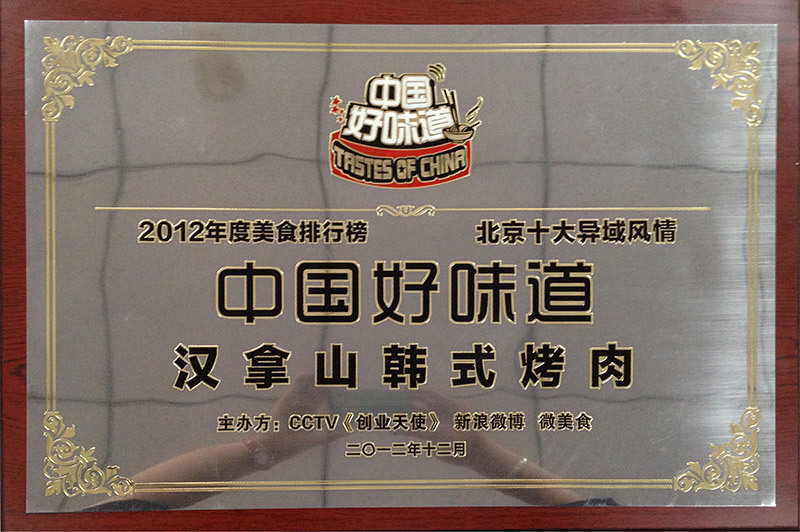 中国
好味道
TASTES OF CHINA
2012年度美食排行榜 北京十大异域风情
中国好味道
汉拿山韩式烤肉
主办方：CCTV《创业天使》 新浪微博 微美食
二〇一二年十二月